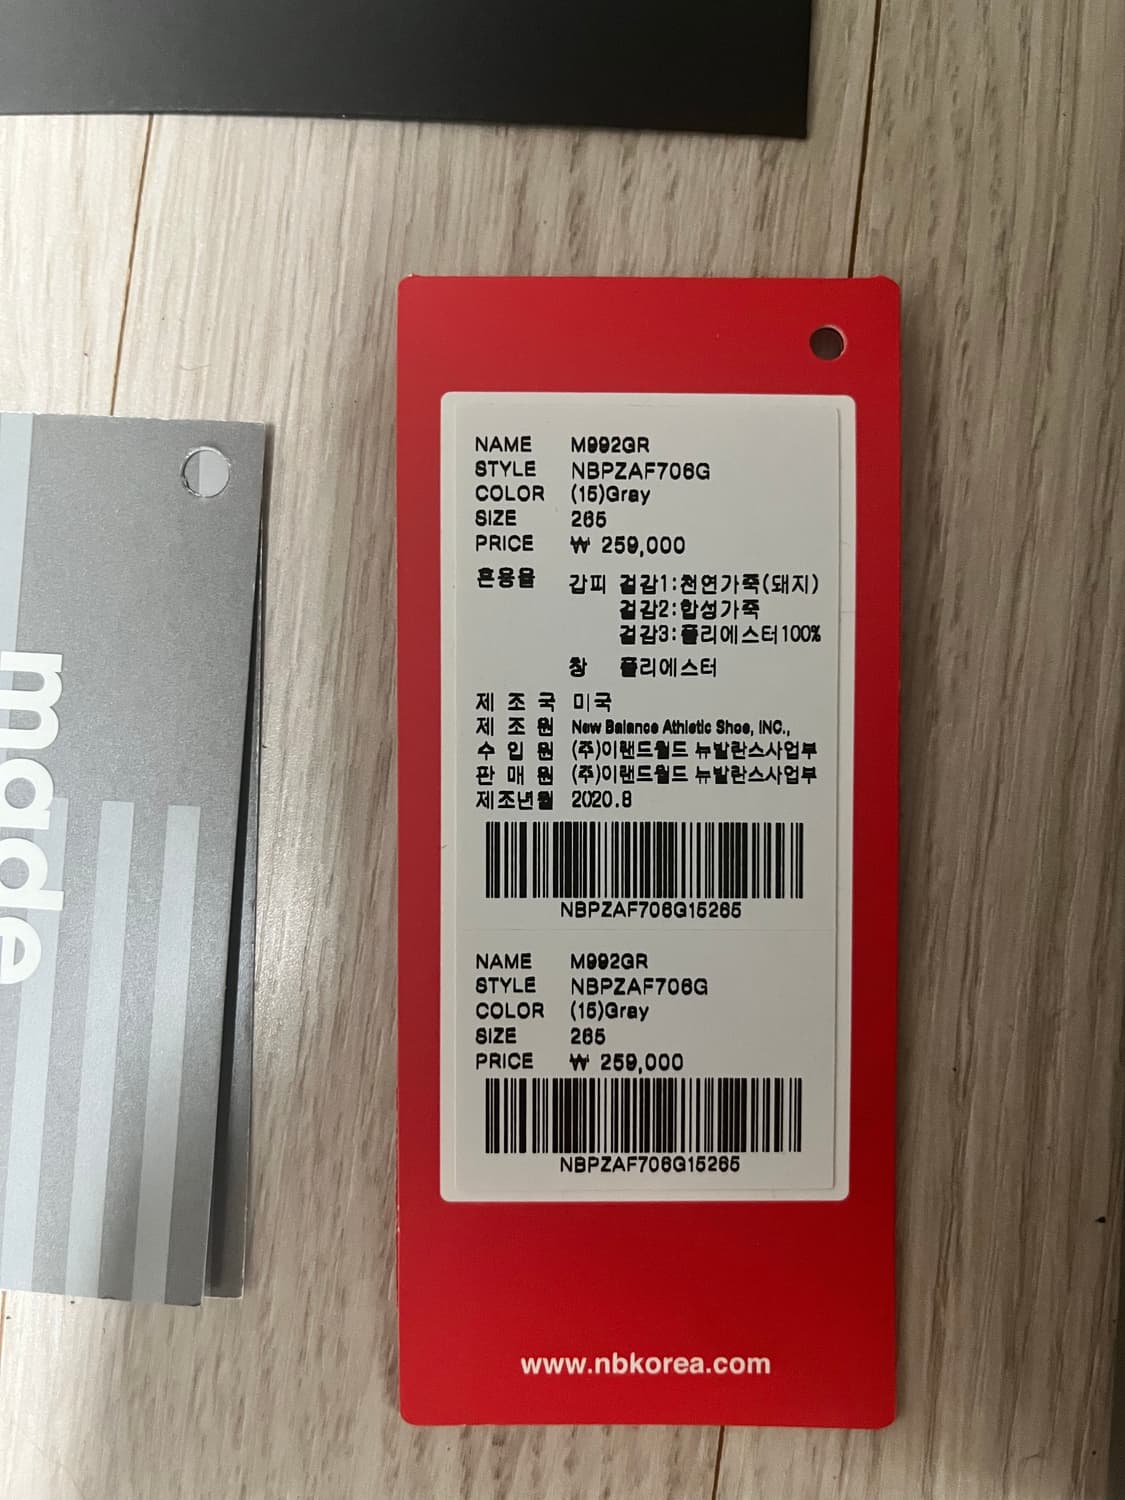 made
NAME M992GR
STYLE NBPZAF706G
COLOR (15)Gray
SIZE 265
PRICE ₩ 259,000
혼용율 갑피 겉감1:천연가죽(돼지)
겉감2:합성가죽
겉감3:폴리에스터100%
창 폴리에스터
제 조 국 미국
제 조 원 New Balance Athletic Shoe, INC.,
수 입 원 (주)이랜드월드 뉴발란스사업부
판 매 원 (주)이랜드월드 뉴발란스사업부
제조년월 2020.8
NBPZAF706G15265
NAME M992GR
STYLE NBPZAF706G
COLOR (15)Gray
SIZE 265
PRICE ₩ 259,000
NBPZAF706G15265
www.nbkorea.com